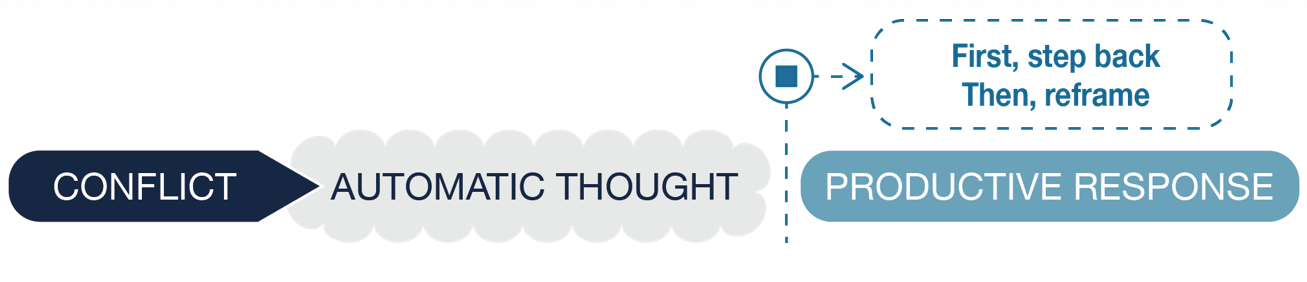 First, step back
Then, reframe
CONFLICT
AUTOMATIC THOUGHT
PRODUCTIVE RESPONSE